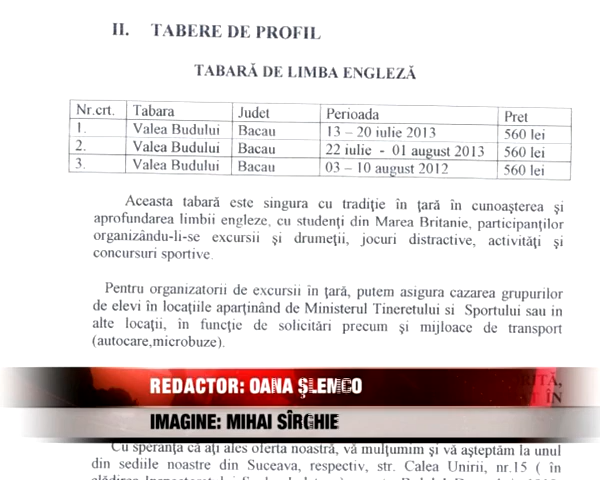 II. TABERE DE PROFIL
TABARĂ DE LIMBA ENGLEZĂ
Nr.crt. Tabara Judet Perioada Pret
1. Valea Budului Bacau 13 – 20 iulie 2013 560 lei
2. Valea Budului Bacau 22 iulie - 01 august 2013 560 lei
3. Valea Budului Bacau 03 – 10 august 2012 560 lei
Aceasta tabară este singura cu tradiţie în ţară în cunoaşterea şi
aprofundarea limbii engleze, cu studenţi din Marea Britanie, participanţilor
organizându-li-se excursii şi drumeţii, jocuri distractive, activităţi şi
concursuri sportive.
Pentru organizatorii de excursii în ţară, putem asigura cazarea grupurilor
de elevi în locaţiile aparţinând de Ministerul Tineretului si Sportului sau in
alte locaţii, în funcţie de solicitări precum şi mijloace de transport
(autocare,microbuze).
REDACTOR: OANA ŞLEMCO
ÎN
IMAGINE: MIHAI SÎRGHIE
Cu speranţa că aţi ales oferta noastră, vă mulţumim şi vă aşteptăm la unul
din sediile noastre din Suceava, respectiv, str. Calea Unirii, nr.15 ( în